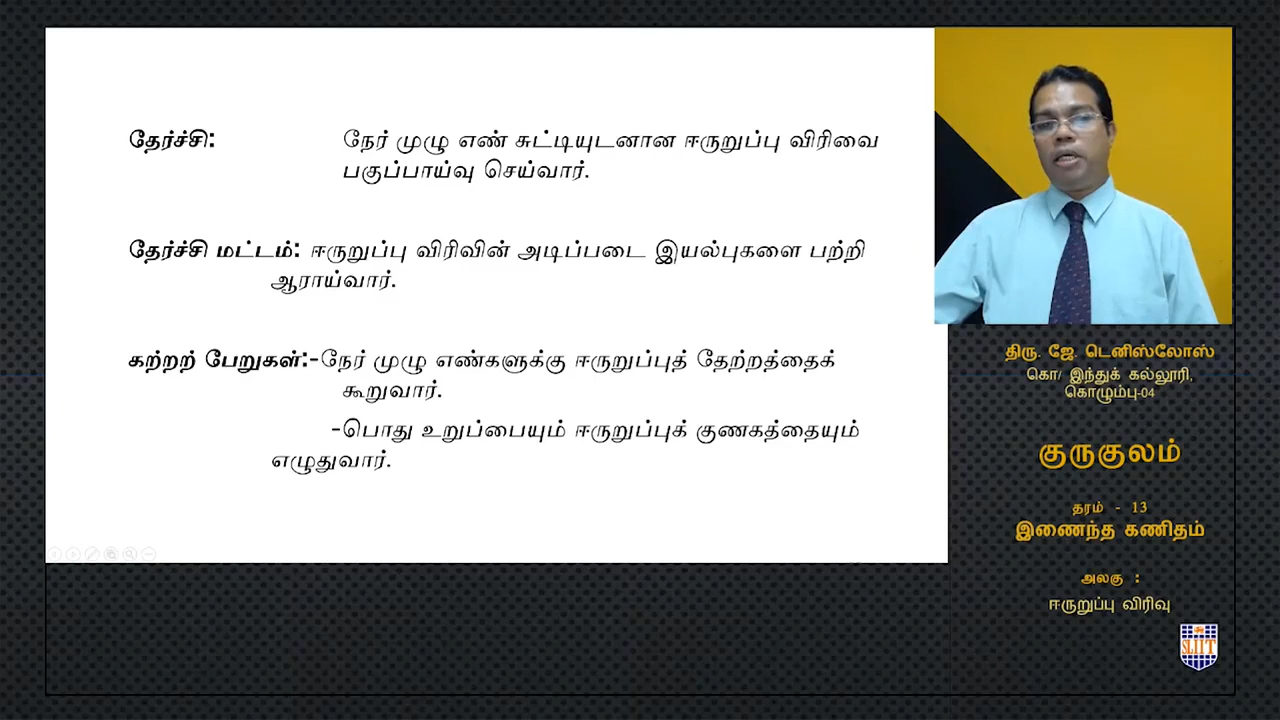 தேர்ச்சி: நேர் முழு எண் சுட்டியுடனான ஈருறுப்பு விரிவை
பகுப்பாய்வு செய்வார்.
தேர்ச்சி மட்டம்: ஈருறுப்பு விரிவின் அடிப்படை இயல்புகளை பற்றி
ஆராய்வார்.
கற்றற் பேறுகள்:-நேர் முழு எண்களுக்கு ஈருறுப்புத் தேற்றத்தைக்
கூறுவார்.
-பொது உறுப்பையும் ஈருறுப்புக் குணகத்தையும்
எழுதுவார்.
திரு. ஜே. டெனிஸ்லோஸ்
கொ/ இந்துக் கல்லூரி,
கொழும்பு-04
குருகுலம்
தரம் - 13
இணைந்த கணிதம்
அலகு :
ஈருறுப்பு விரிவு
SLIIT